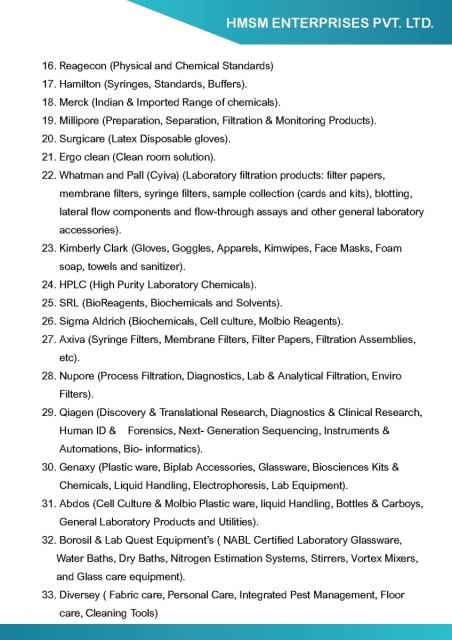 HMSM ENTERPRISES PVT. LTD.
16. Reagecon (Physical and Chemical Standards)
17. Hamilton (Syringes, Standards, Buffers).
18. Merck (Indian & Imported Range of chemicals).
19. Millipore (Preparation, Separation, Filtration & Monitoring Products).
20. Surgicare (Latex Disposable gloves).
21. Ergo clean (Clean room solution).
22. Whatman and Pall (Cyiva) (Laboratory filtration products: filter papers,
membrane filters, syringe filters, sample collection (cards and kits), blotting,
lateral flow components and flow-through assays and other general laboratory
accessories).
23. Kimberly Clark (Gloves, Goggles, Apparels, Kimwipes, Face Masks, Foam
soap, towels and sanitizer).
24. HPLC (High Purity Laboratory Chemicals).
25. SRL (BioReagents, Biochemicals and Solvents).
26. Sigma Aldrich (Biochemicals, Cell culture, Molbio Reagents).
27. Axiva (Syringe Filters, Membrane Filters, Filter Papers, Filtration Assemblies,
etc).
28. Nupore (Process Filtration, Diagnostics, Lab & Analytical Filtration, Enviro
Filters).
29. Qiagen (Discovery & Translational Research, Diagnostics & Clinical Research,
Human ID & Forensics, Next- Generation Sequencing, Instruments &
Automations, Bio- informatics).
30. Genaxy (Plastic ware, Biplab Accessories, Glassware, Biosciences Kits &
Chemicals, Liquid Handling, Electrophoresis, Lab Equipment).
31. Abdos (Cell Culture & Molbio Plastic ware, liquid Handling, Bottles & Carboys,
General Laboratory Products and Utilities).
32. Borosil & Lab Quest Equipment's ( NABL Certified Laboratory Glassware,
Water Baths, Dry Baths, Nitrogen Estimation Systems, Stirrers, Vortex Mixers,
and Glass care equipment).
33. Diversey ( Fabric care, Personal Care, Integrated Pest Management, Floor
care, Cleaning Tools)